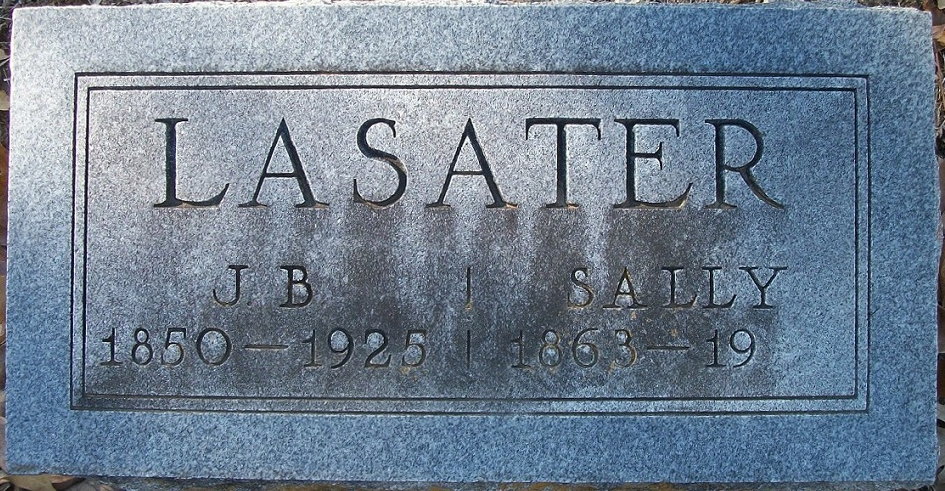 LASATER
J B | SALLY
1850—1925 | 1863—19